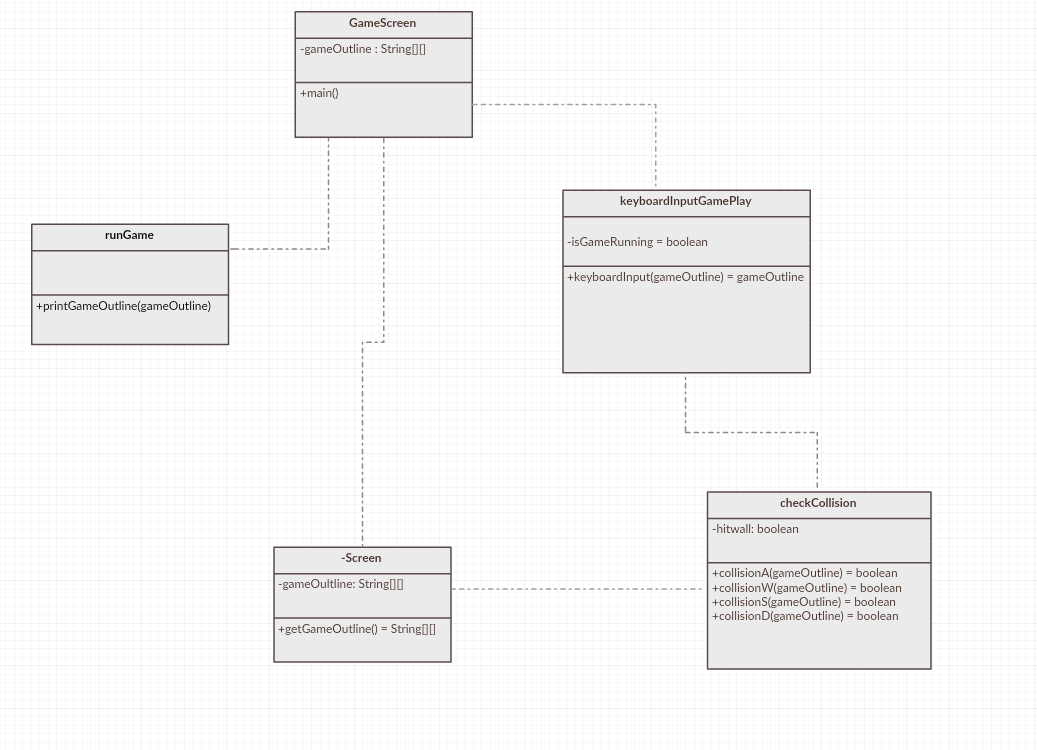 GameScreen
-gameOutline : String[][]
+main()
keyboardInputGamePlay
-isGameRunning = boolean
+keyboardInput(gameOutline) = gameOutline
runGame
+printGameOutline(gameOutline)
checkCollision
-hitwall: boolean
+collisionA(gameOutline) = boolean
+collisionW(gameOutline) = boolean
+collisionS(gameOutline) = boolean
+collisionD(gameOutline) = boolean
-Screen
-gameOultline: String[][]
+getGameOutline() = String[][]